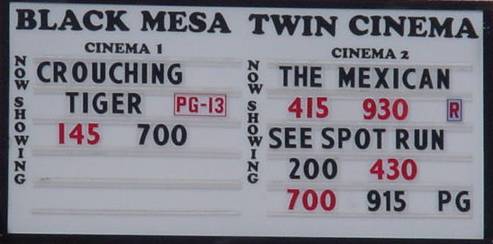 BLACK MESA TWIN CINEMA
CINEMA 1
NOW SHOWING
CROUCHING
TIGER PG-13
145 700
CINEMA 2
NOW SHOWING
THE MEXICAN
415 930 R
SEE SPOT RUN
200 430
700 915 PG